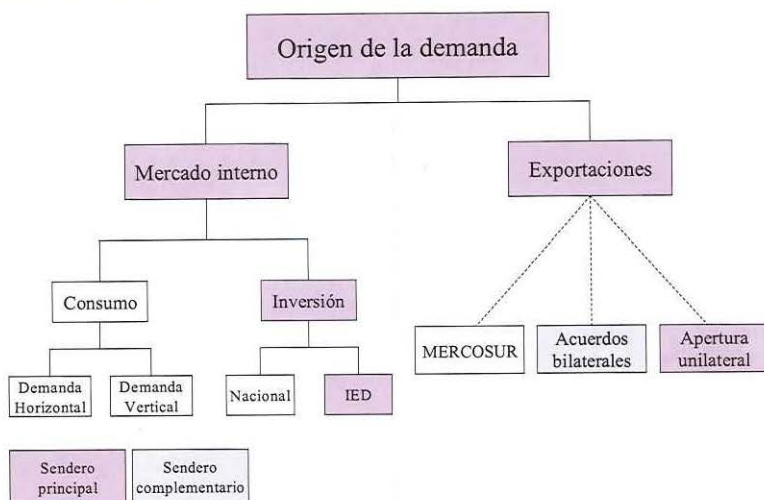 Origen de la demanda
Mercado interno
Exportaciones
Consumo
Inversión
MERCOSUR
Acuerdos
bilaterales
Apertura
unilateral
Demanda
Horizontal
Demanda
Vertical
Nacional
IED
Sendero
principal
Sendero
complementario